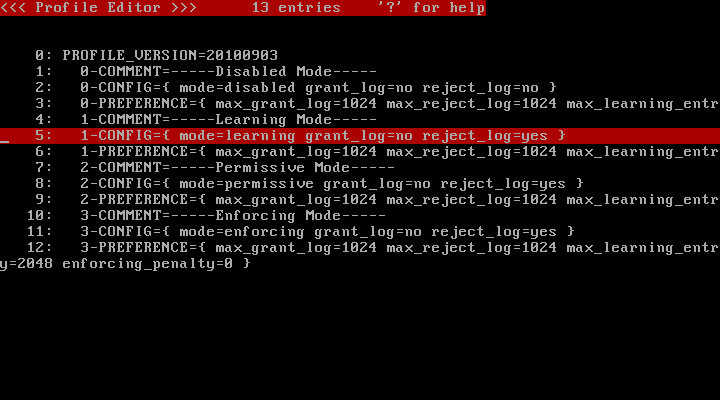 <<< Profile Editor >>>      13 entries    '?' for help
0: PROFILE_VERSION=20100903
1:   0-COMMENT=-----Disabled Mode-----
2:   0-CONFIG={ mode=disabled grant_log=no reject_log=no }
3:   0-PREFERENCE={ max_grant_log=1024 max_reject_log=1024 max_learning_entr
4:   1-COMMENT=-----Learning Mode-----
5:   1-CONFIG={ mode=learning grant_log=no reject_log=yes }
6:   1-PREFERENCE={ max_grant_log=1024 max_reject_log=1024 max_learning_entr
7:   2-COMMENT=-----Permissive Mode-----
8:   2-CONFIG={ mode=permissive grant_log=no reject_log=yes }
9:   2-PREFERENCE={ max_grant_log=1024 max_reject_log=1024 max_learning_entr
10:   3-COMMENT=-----Enforcing Mode-----
11:   3-CONFIG={ mode=enforcing grant_log=no reject_log=yes }
12:   3-PREFERENCE={ max_grant_log=1024 max_reject_log=1024 max_learning_entr
y=2048 enforcing_penalty=0 }